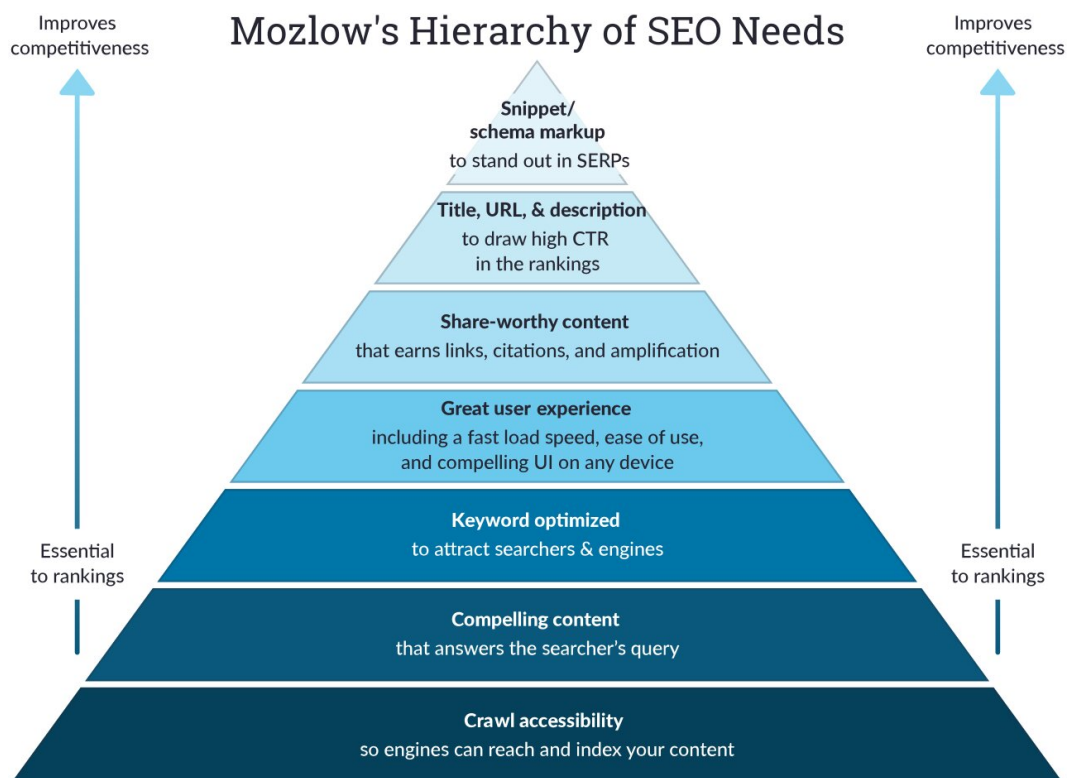 Mozlow's Hierarchy of SEO Needs
Improves
competitiveness
Improves
competitiveness
Snippet/
schema markup
to stand out in SERPs
Title, URL, & description
to draw high CTR
in the rankings
Share-worthy content
that earns links, citations, and amplification
Great user experience
including a fast load speed, ease of use,
and compelling UI on any device
Keyword optimized
to attract searchers & engines
Essential
to rankings
Essential
to rankings
Compelling content
that answers the searcher’s query
Crawl accessibility
so engines can reach and index your content